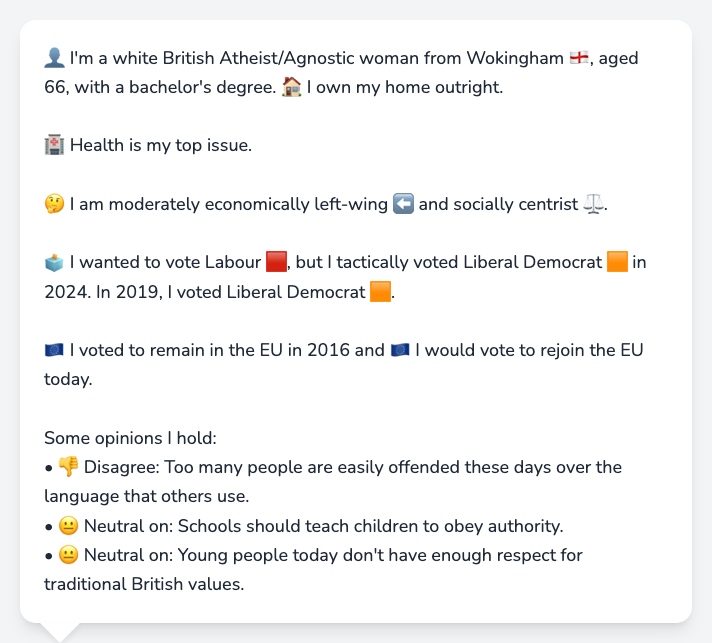 👤 I'm a white British Atheist/Agnostic woman from Wokingham 🏴󠁧󠁢󠁥󠁮󠁧󠁿, aged
66, with a bachelor's degree. 🏠 I own my home outright.
🏥 Health is my top issue.
🤔 I am moderately economically left-wing ⬅️ and socially centrist ⚖️.
🗳️ I wanted to vote Labour 🟥, but I tactically voted Liberal Democrat 🟧 in
2024. In 2019, I voted Liberal Democrat 🟧.
🇪🇺 I voted to remain in the EU in 2016 and 🇪🇺 I would vote to rejoin the EU
today.
Some opinions I hold:
• 👎 Disagree: Too many people are easily offended these days over the
language that others use.
• 😐 Neutral on: Schools should teach children to obey authority.
• 😐 Neutral on: Young people today don't have enough respect for
traditional British values.